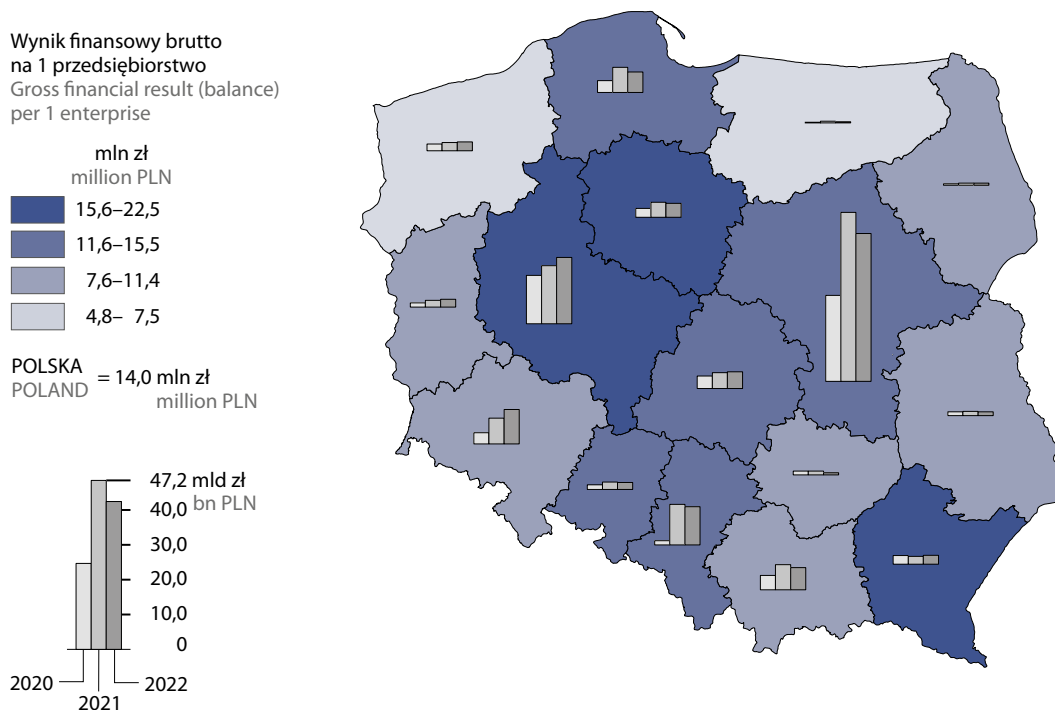 Wynik finansowy brutto
na 1 przedsiębiorstwo
Gross financial result (balance)
per 1 enterprise
mln zł
million PLN
15,6–22,5
11,6–15,5
7,6–11,4
4,8– 7,5
POLSKA
POLAND
= 14,0 mln zł
million PLN
47,2 mld zł
bn PLN
40,0
30,0
20,0
10,0
0
2020
2021
2022